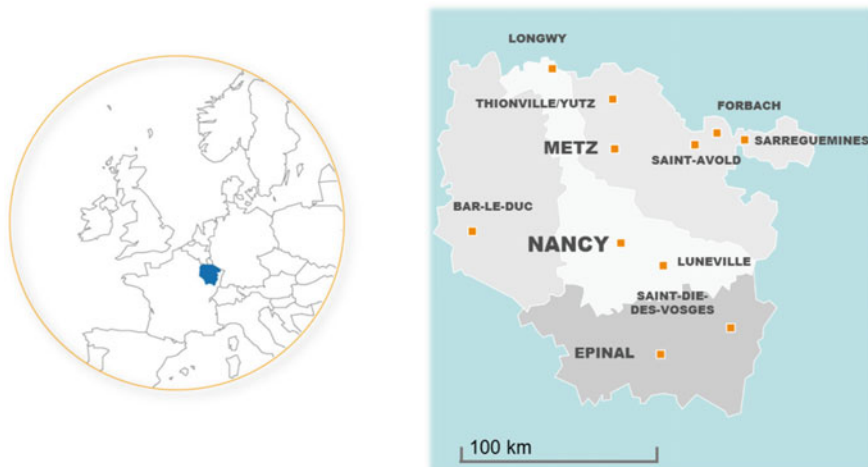 LONGWY
THIONVILLE/YUTZ
FORBACH
METZ
SARREGUEMINES
SAINT-AVOLD
BAR-LE-DUC
NANCY
LUNEVILLE
SAINT-DIE-
DES-VOSGES
EPINAL
100 km